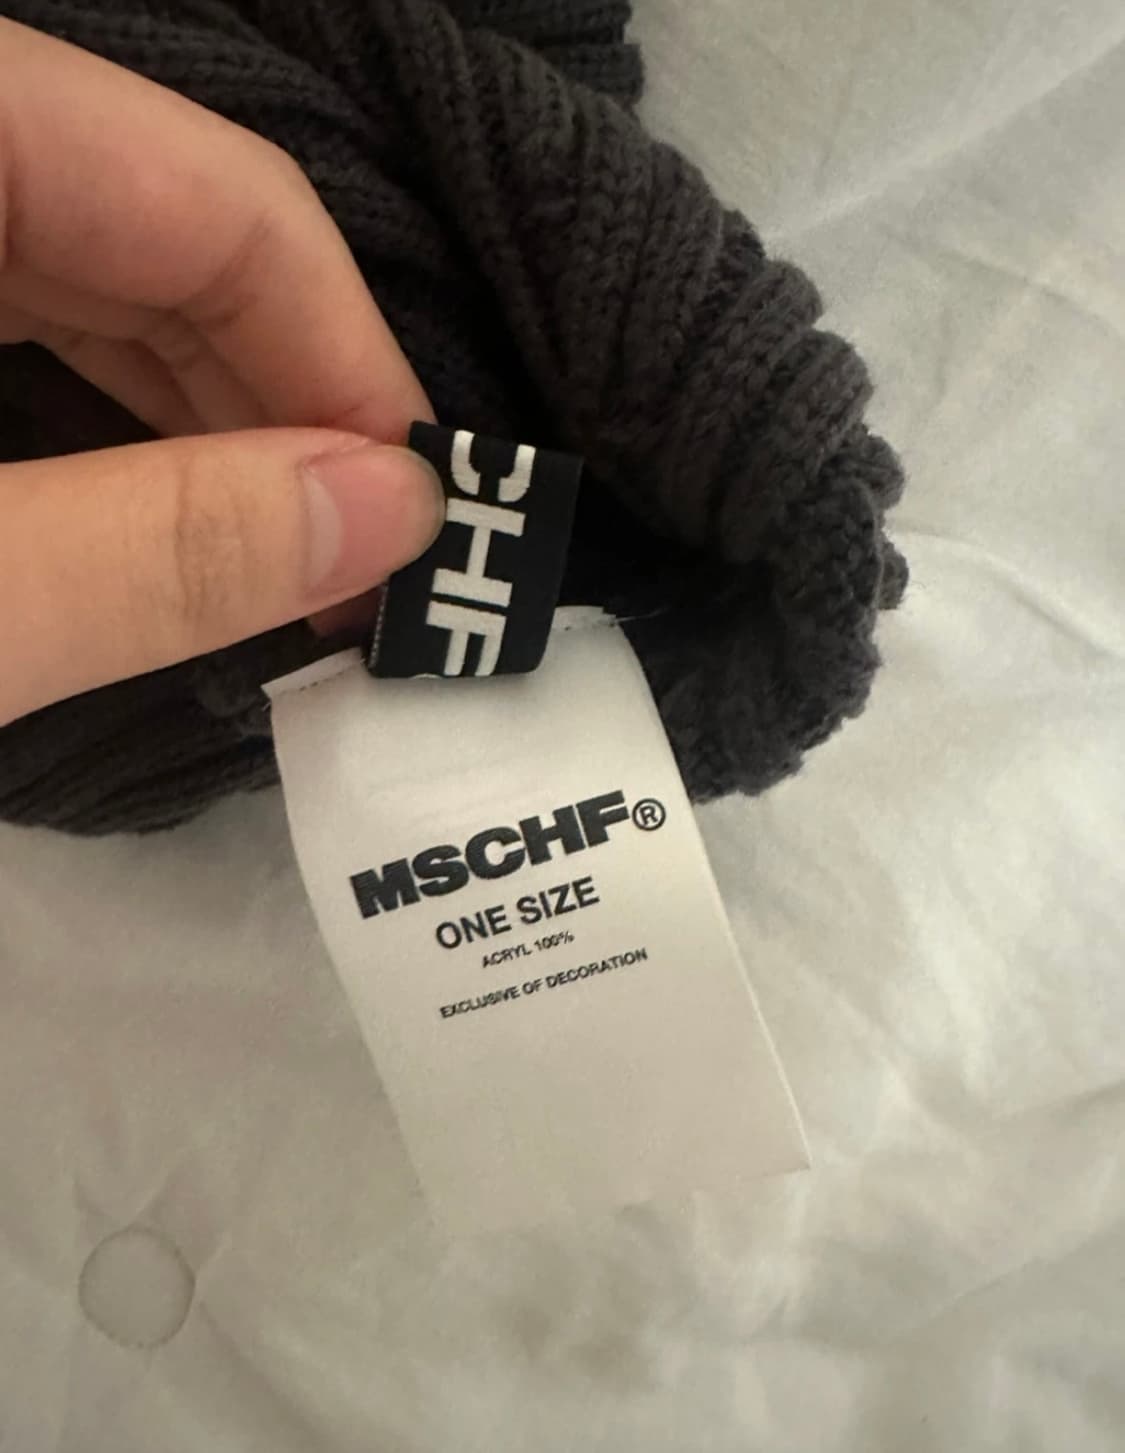 CHF
MSCHF®
ONE SIZE
ACRYL 100%
EXCLUSIVE OF DECORATION